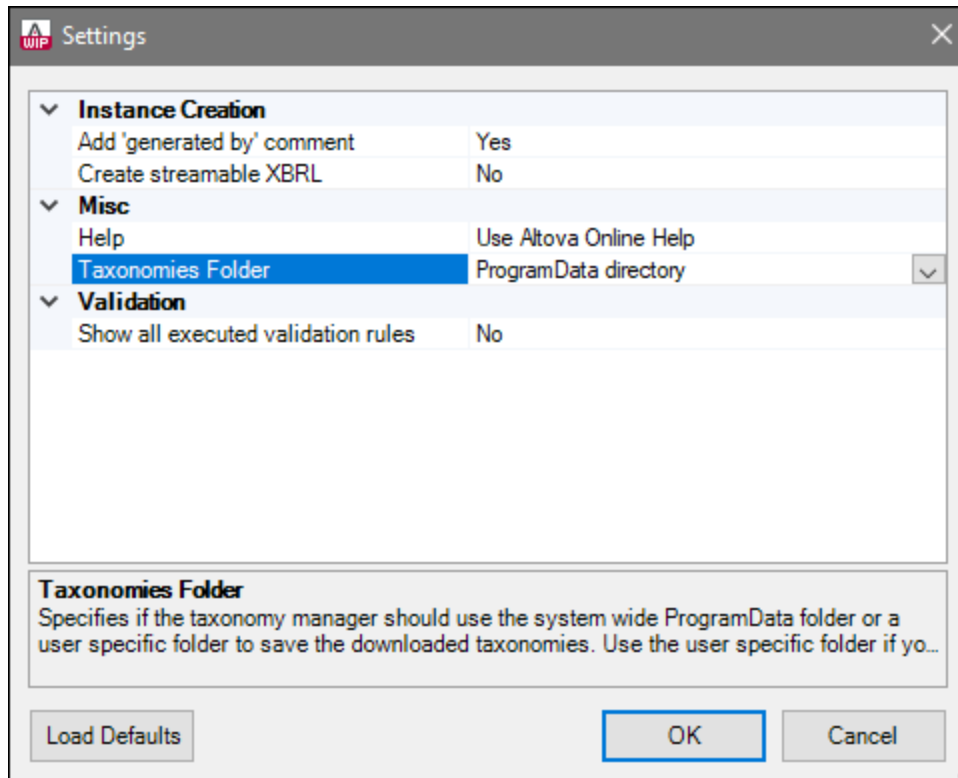 A
WIP
Settings
Instance Creation
Add 'generated by' comment Yes
Create streamable XBRL No
Misc
Help Use Altova Online Help
Taxonomies Folder ProgramData directory
Validation
Show all executed validation rules No
Taxonomies Folder
Specifies if the taxonomy manager should use the system wide ProgramData folder or a
user specific folder to save the downloaded taxonomies. Use the user specific folder if yo...
Load Defaults OK Cancel